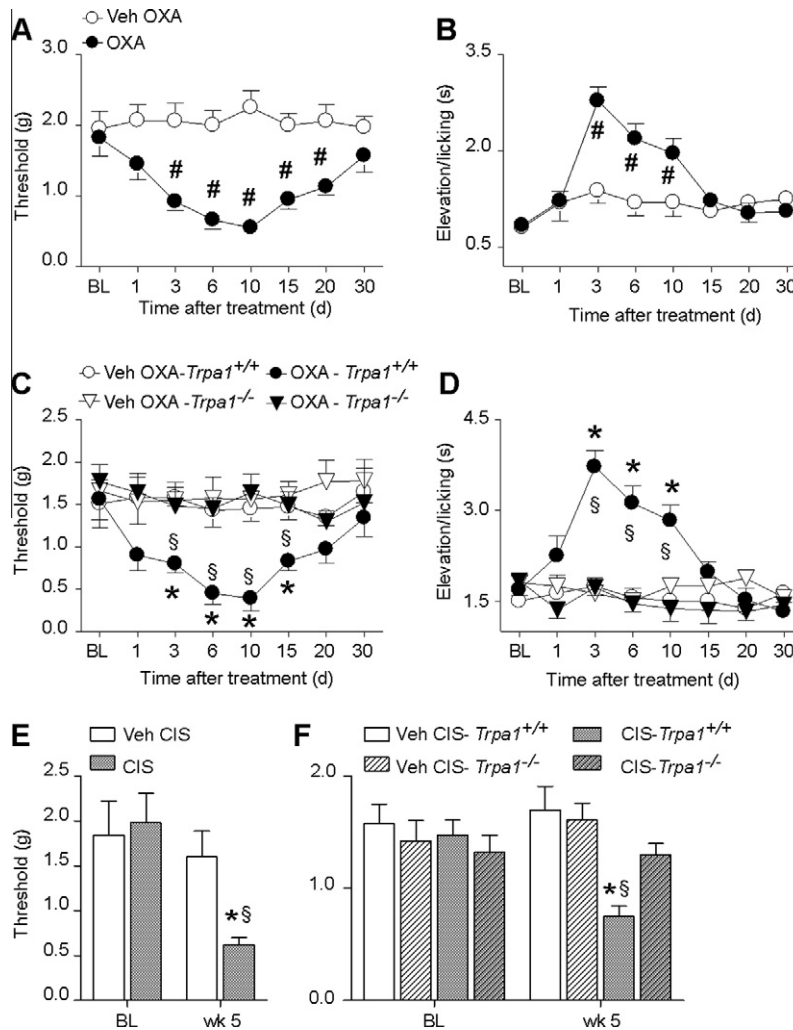 A
Veh OXA
OXA
Threshold (g)
3.0
2.0
1.0
0.0
# # # # #
BL 1 3 6 10 15 20 30
Time after treatment (d)
B
Elevation/licking (s)
3.5
2.0
0.5
# # #
BL 1 3 6 10 15 20 30
Time after treatment (d)
C
Veh OXA-Trpa1+/+
OXA - Trpa1+/+
Veh OXA -Trpa1-/-
OXA - Trpa1-/-
Threshold (g)
2.5
2.0
1.5
1.0
0.5
0.0
§ § § §
* * * *
BL 1 3 6 10 15 20 30
Time after treatment (d)
D
Elevation/licking (s)
4.5
3.0
1.5
* * *
§ § §
BL 1 3 6 10 15 20 30
Time after treatment (d)
E
Veh CIS
CIS
Threshold (g)
2.5
2.0
1.5
1.0
0.5
0.0
*§
BL wk 5
F
Veh CIS- Trpa1+/+
CIS-Trpa1+/+
Veh CIS-Trpa1-/-
CIS-Trpa1-/-
2.0
1.0
0.0
*§
BL wk 5